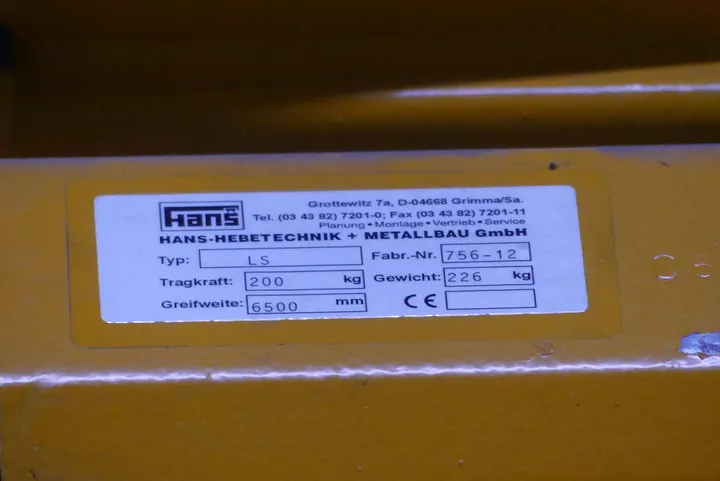 Hans
Grottewitz 7a, D-04668 Grimma/Sa.
Tel. (03 43 82) 7201-0; Fax (03 43 82) 7201-11
Planung • Montage • Vertrieb • Service
HANS-HEBETECHNIK + METALLBAU GmbH
Typ: LS Fabr.-Nr. 756-12
Tragkraft: 200 kg Gewicht: 226 kg
Greifweite: 6500 mm CE